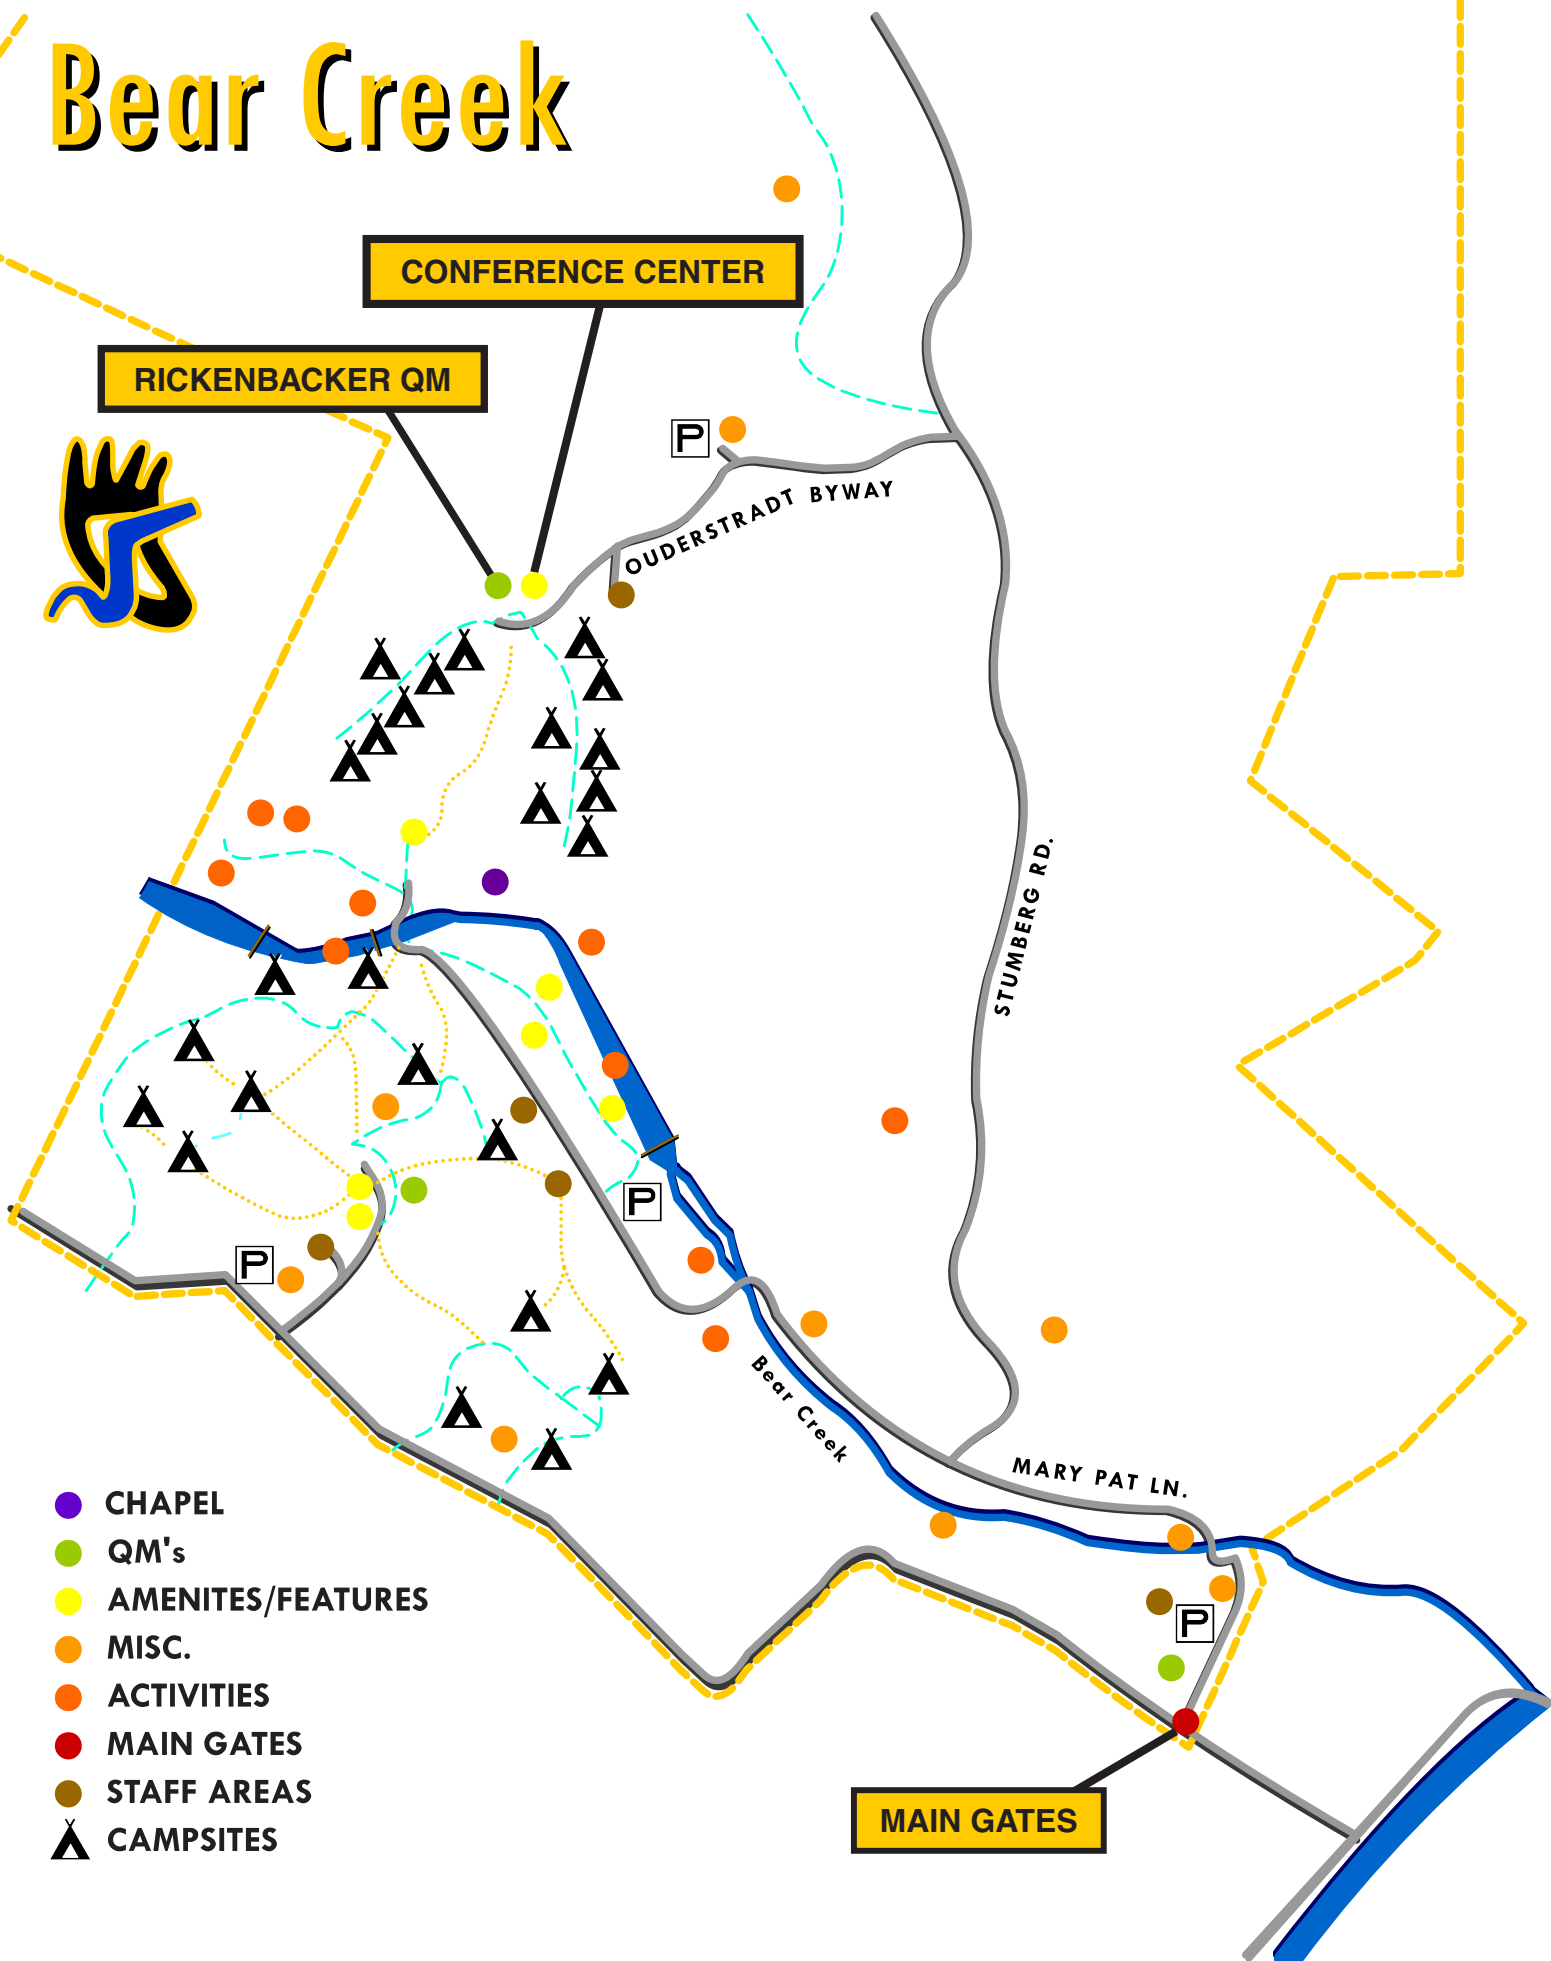 Bear Creek
CONFERENCE CENTER
RICKENBACKER QM
P
OUDERSTRADT BYWAY
STUMBERG RD.
P
P
Bear Creek
MARY PAT LN.
P
MAIN GATES
CHAPEL
QM's
AMENITES/FEATURES
MISC.
ACTIVITIES
MAIN GATES
STAFF AREAS
CAMPSITES